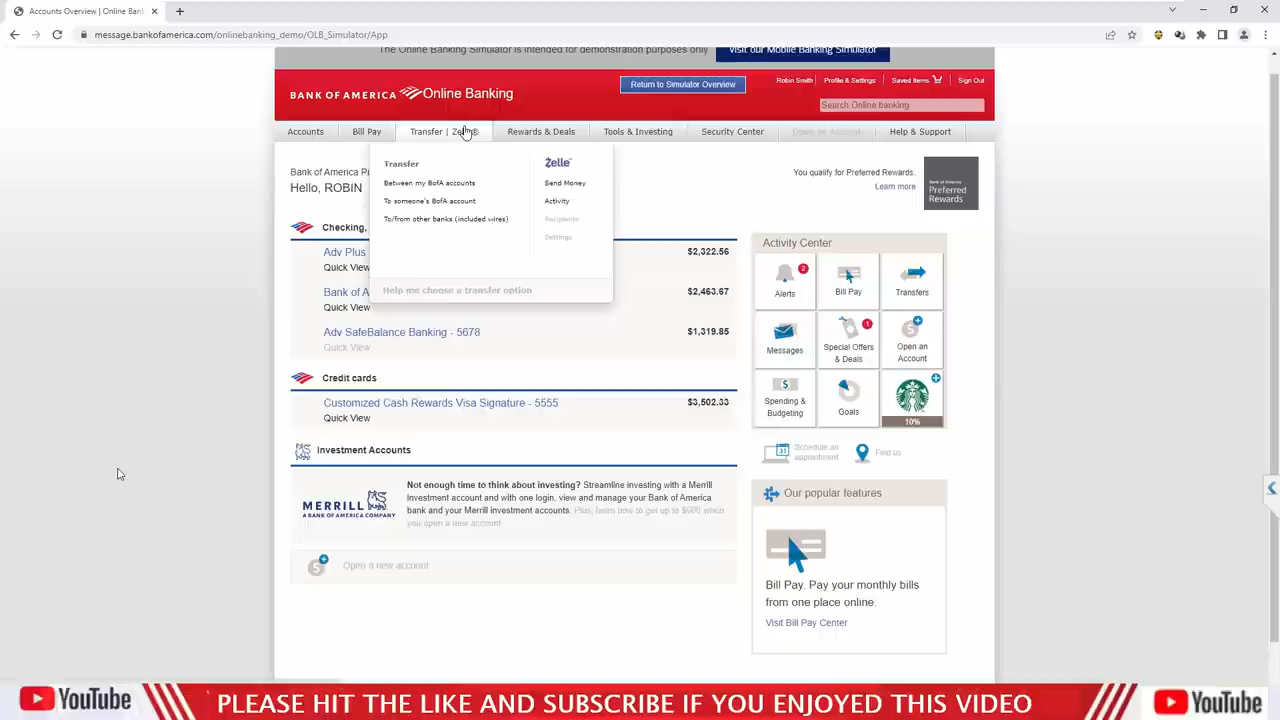 Accounts Overview | Online Ban
message.bankofamerica.com/onlinebanking_demo/OLB_Simulator/App
The Online Banking Simulator is intended for demonstration purposes only
Visit our Mobile Banking Simulator
BANK OF AMERICA Online Banking
Return to Simulator Overview
Robin Smith
Profile & Settings
Saved Items
Sign Out
Search Online banking
Accounts
Bill Pay
Transfer | Zelle®
Rewards & Deals
Tools & Investing
Security Center
Open an Account
Help & Support
Bank of America P
Hello, ROBIN
Transfer
Between my BofA accounts
To someone's BofA account
To/from other banks (included wires)
Zelle
Send Money
Activity
Recipients
Settings
Help me choose a transfer option
You qualify for Preferred Rewards.
Learn more
Bank of America
Preferred
Rewards
Checking,
Adv Plus
$2,322.56
Quick View
Bank of A
$2,463.67
Quick View
Adv SafeBalance Banking - 5678
$1,319.85
Quick View
Credit cards
Customized Cash Rewards Visa Signature - 5555
$3,502.33
Quick View
Investment Accounts
MERRILL
A BANK OF AMERICA COMPANY
Not enough time to think about investing? Streamline investing with a Merrill
investment account and with one login, view and manage your Bank of America
bank and your Merrill investment accounts. Plus, learn how to get up to $600 when
you open a new account
Open a new account
Activity Center
2
Alerts
Bill Pay
Transfers
Messages
1
Special Offers
& Deals
Open an
Account
Spending &
Budgeting
Goals
10%
31
Schedule an
appointment
Find us
Our popular features
Bill Pay. Pay your monthly bills
from one place online.
Visit Bill Pay Center
YouTube
PLEASE HIT THE LIKE AND SUBSCRIBE IF YOU ENJOYED THIS VIDEO
YouTube